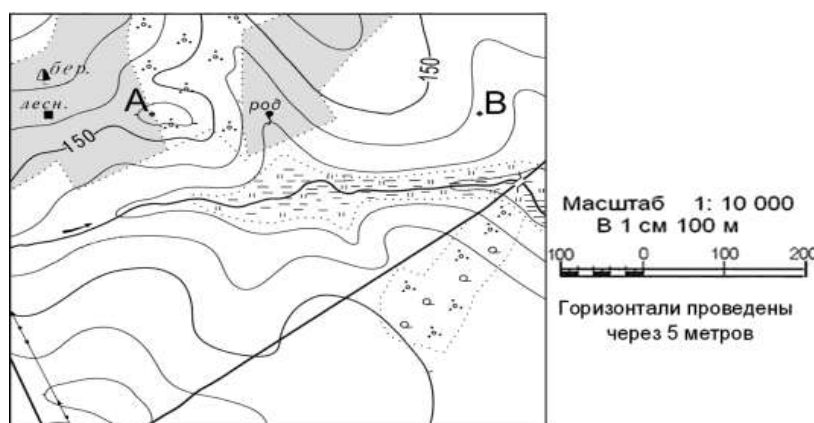 бер.
лесн.
А
150
род
150
В
Масштаб 1: 10 000
В 1 см 100 м
100 0 100 200
Горизонтали проведены
через 5 метров